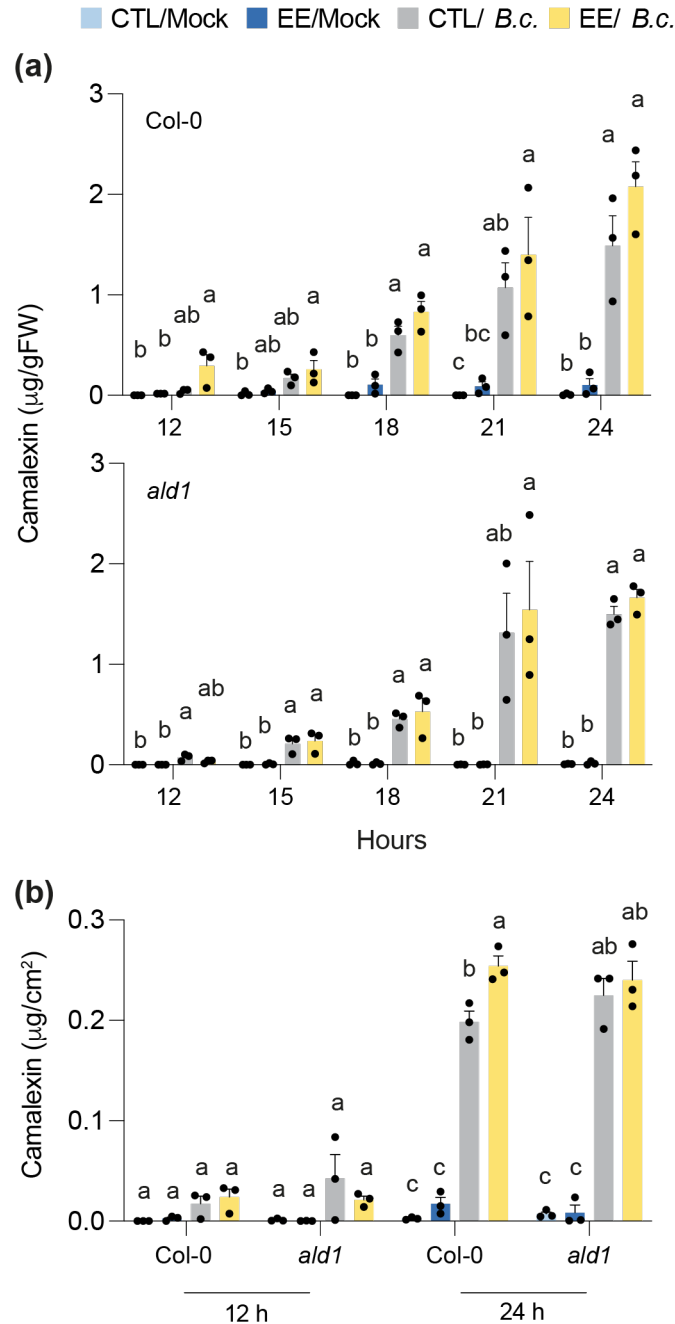 CTL/Mock EE/Mock CTL/ B.c. EE/ B.c.
(a)
Camalexin (µg/gFW)
Col-0
3
2
1
0
b b ab a
b ab ab a
b b a a
c bc ab a
b b a a
12 15 18 21 24
ald1
3
2
1
0
b b a ab
b b a a
b b a a
b b ab a
b b a a
12 15 18 21 24
Hours
(b)
Camalexin (µg/cm²)
0.3
0.2
0.1
0.0
a a a a
a a a a
c c b a
c c ab ab
Col-0 ald1 Col-0 ald1
12 h 24 h